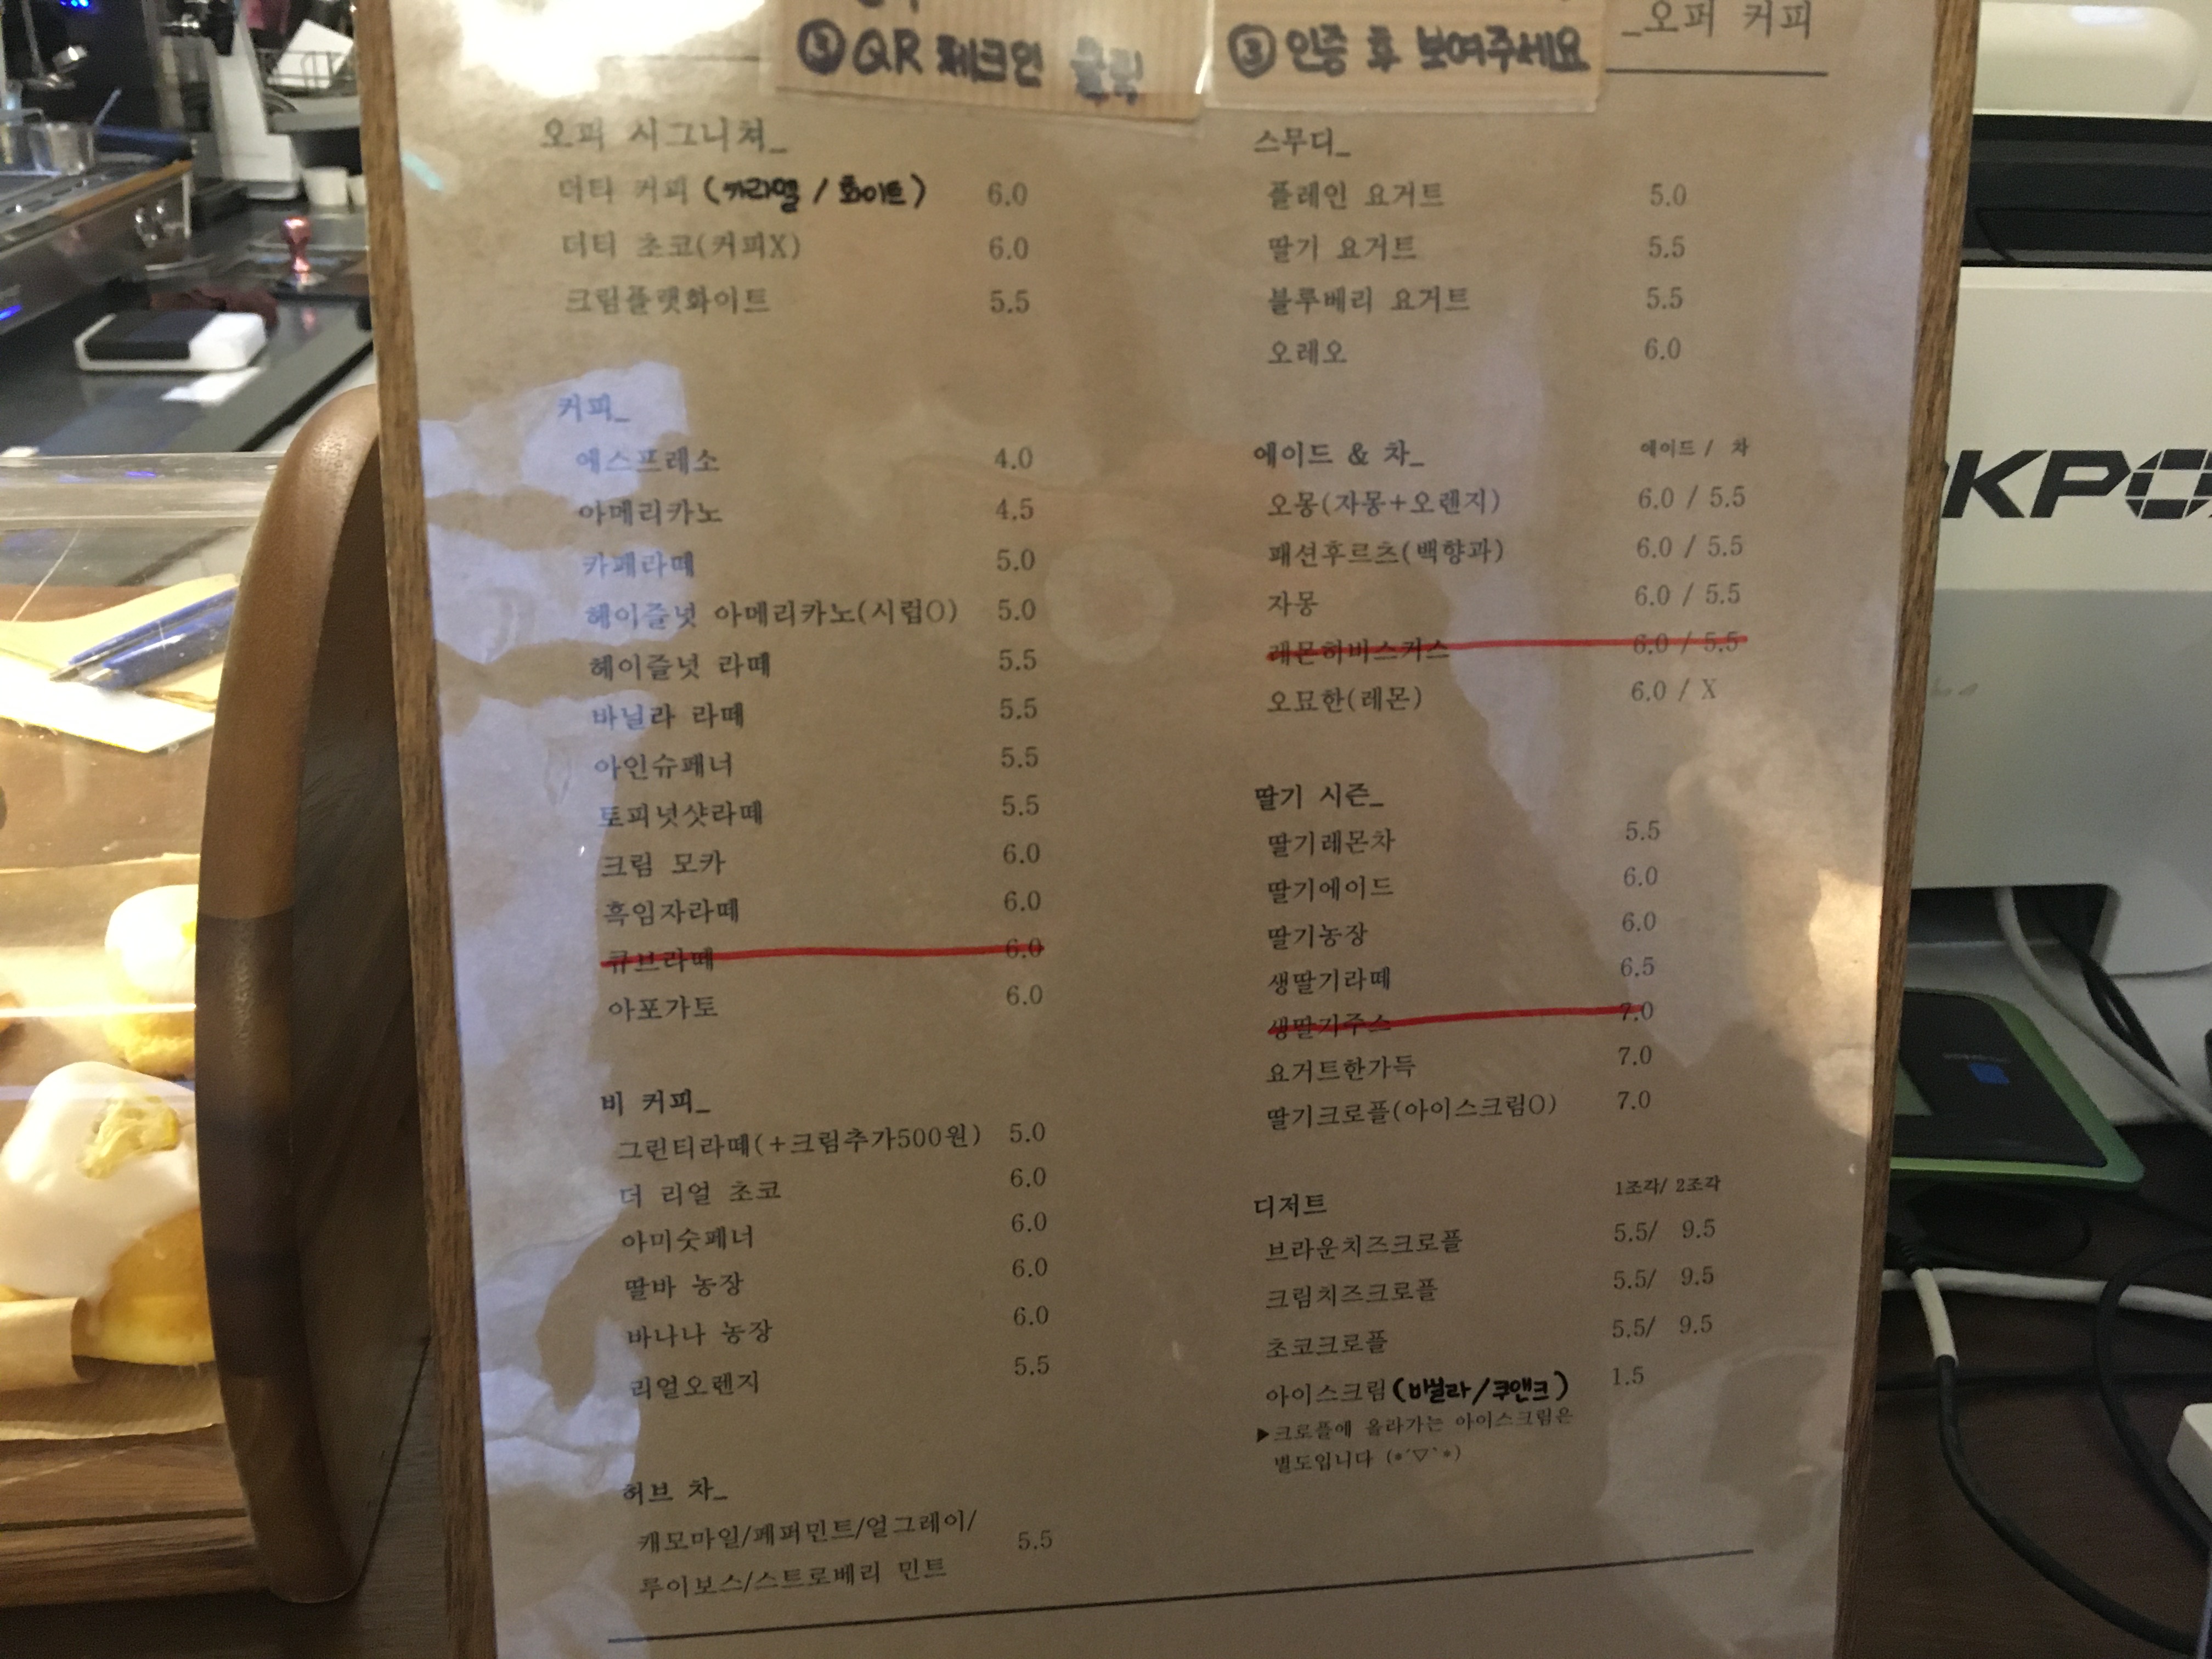 ② QR 체크인 클릭
③ 인증 후 보여주세요
_오퍼 커피
오퍼 시그니쳐_
더티 커피 (카라멜 / 화이트) 6.0
더티 초코(커피X) 6.0
크림플랫화이트 5.5
커피_
에스프레소 4.0
아메리카노 4.5
카페라떼 5.0
헤이즐넛 아메리카노(시럽O) 5.0
헤이즐넛 라떼 5.5
바닐라 라떼 5.5
아인슈페너 5.5
토피넛샷라떼 5.5
크림 모카 6.0
흑임자라떼 6.0
큐브라떼 6.0
아포가토 6.0
비 커피_
그린티라떼(+크림추가500원) 5.0
더 리얼 초코 6.0
아미숫페너 6.0
딸바 농장 6.0
바나나 농장 6.0
리얼오렌지 5.5
허브 차_
캐모마일/페퍼민트/얼그레이/ 5.5
루이보스/스트로베리 민트
스무디_
플레인 요거트 5.0
딸기 요거트 5.5
블루베리 요거트 5.5
오레오 6.0
에이드 & 차_ 에이드 / 차
오몽(자몽+오렌지) 6.0 / 5.5
패션후르츠(백향과) 6.0 / 5.5
자몽 6.0 / 5.5
레몬히비스커스 6.0 / 5.5
오묘한(레몬) 6.0 / X
딸기 시즌_
딸기레몬차 5.5
딸기에이드 6.0
딸기농장 6.0
생딸기라떼 6.5
생딸기주스 7.0
요거트한가득 7.0
딸기크로플(아이스크림O) 7.0
디저트 1조각/ 2조각
브라운치즈크로플 5.5/ 9.5
크림치즈크로플 5.5/ 9.5
초코크로플 5.5/ 9.5
아이스크림(바닐라/쿠앤크) 1.5
▶크로플에 올라가는 아이스크림은
별도입니다 (*´▽`*)
KPO